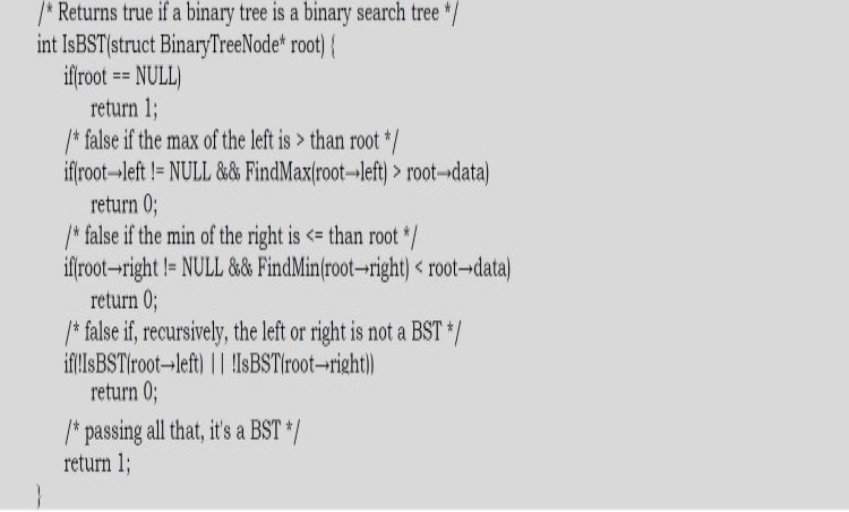 /* Returns true if a binary tree is a binary search tree */
int IsBST(struct BinaryTreeNode* root) {
if(root == NULL)
return 1;
/* false if the max of the left is > than root */
if(root→left != NULL && FindMax(root→left) > root→data)
return 0;
/* false if the min of the right is <= than root */
if(root→right != NULL && FindMin(root→right) < root→data)
return 0;
/* false if, recursively, the left or right is not a BST */
if(!IsBST(root→left) || !IsBST(root→right))
return 0;
/* passing all that, it's a BST */
return 1;
}